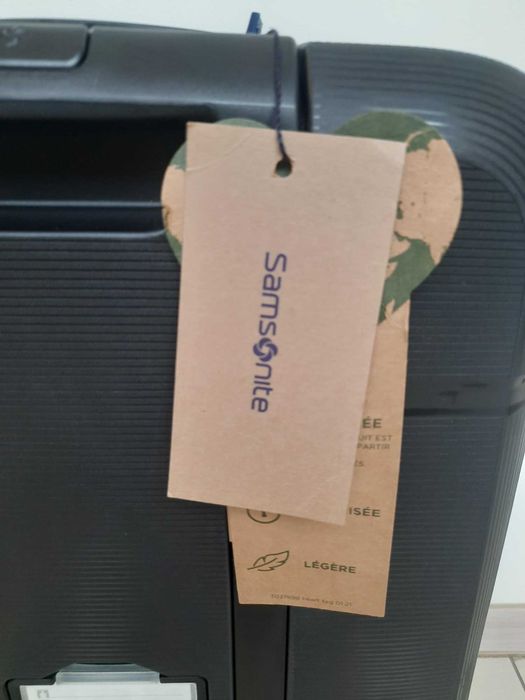 Samsonite
ÉE
UIT EST
PARTIR
ES
ISÉE
LÉGÈRE